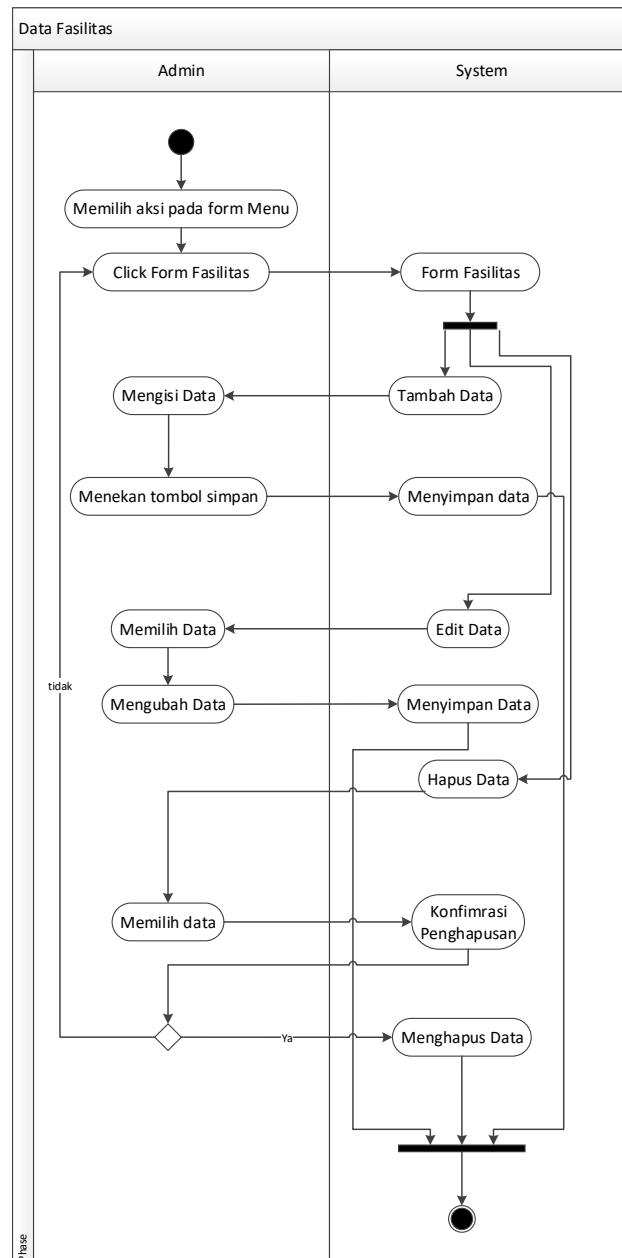 Data Fasilitas
Admin
System
Memilih aksi pada form Menu
Click Form Fasilitas
Form Fasilitas
Mengisi Data
Tambah Data
Menekan tombol simpan
Menyimpan data
Memilih Data
Edit Data
tidak
Mengubah Data
Menyimpan Data
Hapus Data
Memilih data
Konfimrasi
Penghapusan
Ya
Menghapus Data
Phase